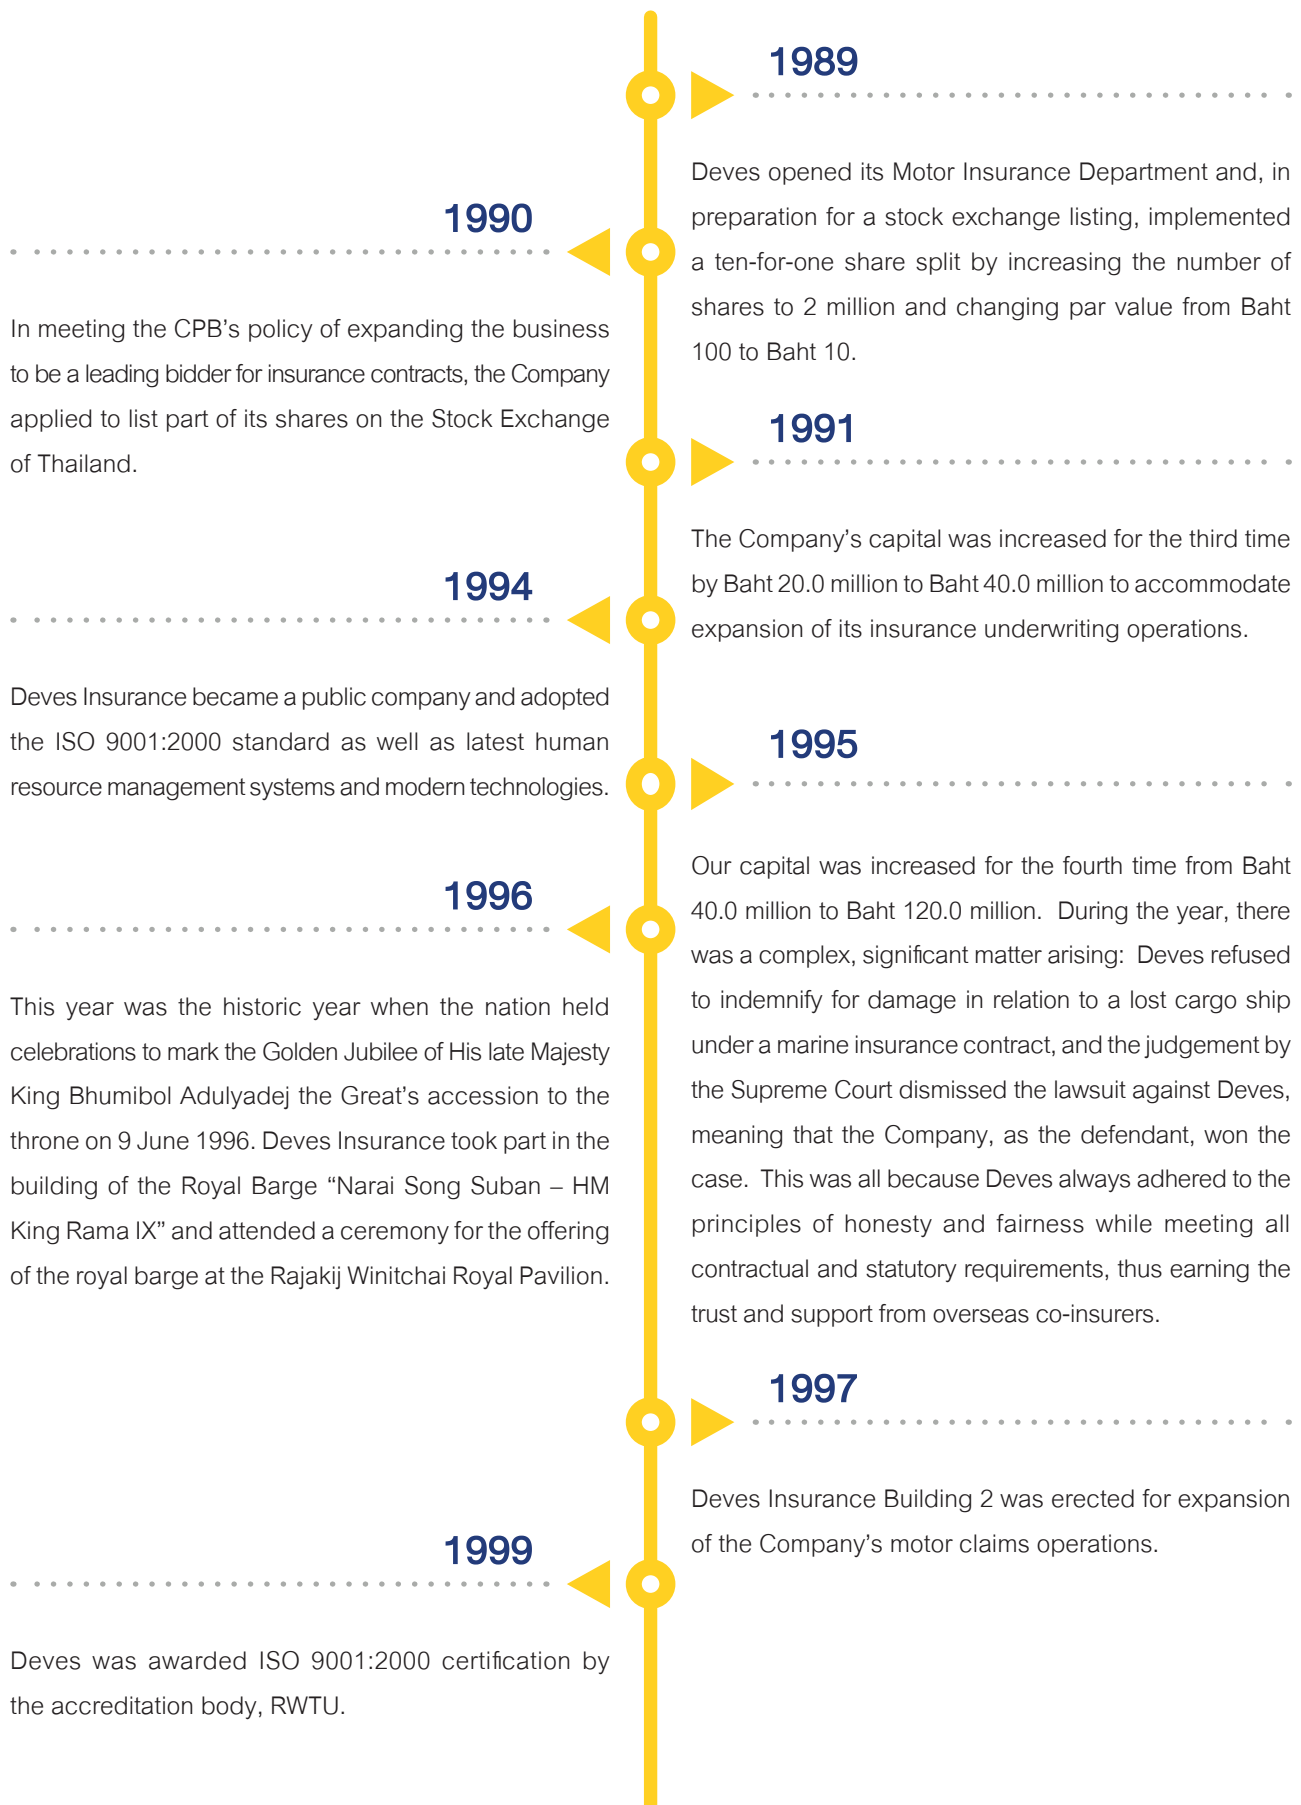 1989
Deves opened its Motor Insurance Department and, in
preparation for a stock exchange listing, implemented
a ten-for-one share split by increasing the number of
shares to 2 million and changing par value from Baht
100 to Baht 10.
1990
In meeting the CPB’s policy of expanding the business
to be a leading bidder for insurance contracts, the Company
applied to list part of its shares on the Stock Exchange
of Thailand.
1991
The Company’s capital was increased for the third time
by Baht 20.0 million to Baht 40.0 million to accommodate
expansion of its insurance underwriting operations.
1994
Deves Insurance became a public company and adopted
the ISO 9001:2000 standard as well as latest human
resource management systems and modern technologies.
1995
Our capital was increased for the fourth time from Baht
40.0 million to Baht 120.0 million. During the year, there
was a complex, significant matter arising: Deves refused
to indemnify for damage in relation to a lost cargo ship
under a marine insurance contract, and the judgement by
the Supreme Court dismissed the lawsuit against Deves,
meaning that the Company, as the defendant, won the
case. This was all because Deves always adhered to the
principles of honesty and fairness while meeting all
contractual and statutory requirements, thus earning the
trust and support from overseas co-insurers.
1996
This year was the historic year when the nation held
celebrations to mark the Golden Jubilee of His late Majesty
King Bhumibol Adulyadej the Great’s accession to the
throne on 9 June 1996. Deves Insurance took part in the
building of the Royal Barge “Narai Song Suban – HM
King Rama IX” and attended a ceremony for the offering
of the royal barge at the Rajakij Winitchai Royal Pavilion.
1997
Deves Insurance Building 2 was erected for expansion
of the Company’s motor claims operations.
1999
Deves was awarded ISO 9001:2000 certification by
the accreditation body, RWTU.